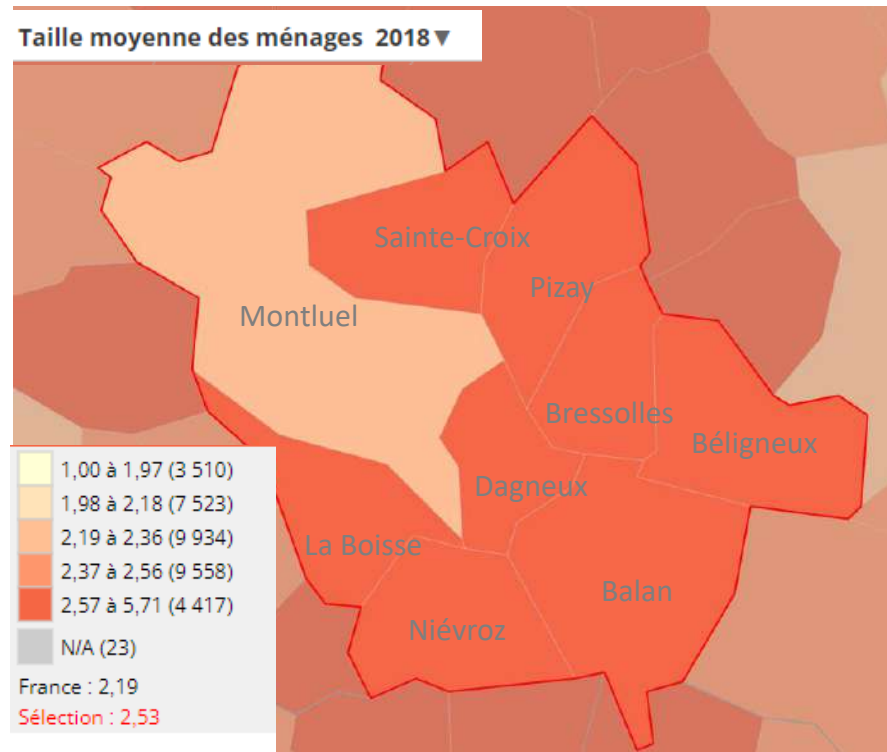 Taille moyenne des ménages 2018 ▼
Sainte-Croix
Pizay
Montluel
Bressolles
Béligneux
Dagneux
La Boisse
Balan
Niévroz
1,00 à 1,97 (3 510)
1,98 à 2,18 (7 523)
2,19 à 2,36 (9 934)
2,37 à 2,56 (9 558)
2,57 à 5,71 (4 417)
N/A (23)
France : 2,19
Sélection : 2,53